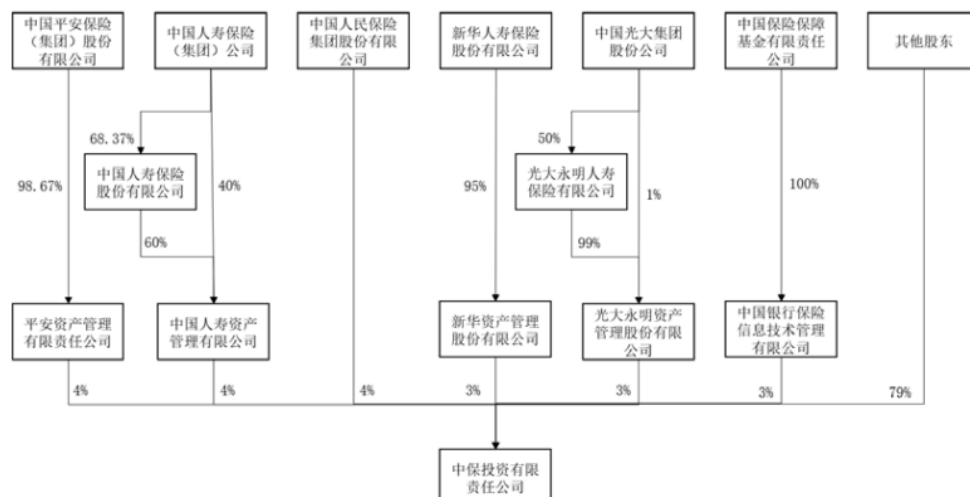 中国平安保险
（集团）股份
有限公司
中国人寿保险
（集团）公司
中国人民保险
集团股份有限
公司
新华人寿保险
股份有限公司
中国光大集团
股份公司
中国保险保障
基金有限责任
公司
其他股东
68.37%
50%
中国人寿保险
股份有限公司
光大永明人寿
保险有限公司
98.67%
40%
95%
1%
100%
60%
99%
平安资产管理
有限责任公司
中国人寿资产
管理有限公司
新华资产管理
股份有限公司
光大永明资产
管理股份有限
公司
中国银行保险
信息技术管理
有限公司
4%
4%
4%
3%
3%
3%
79%
中保投资有限
责任公司